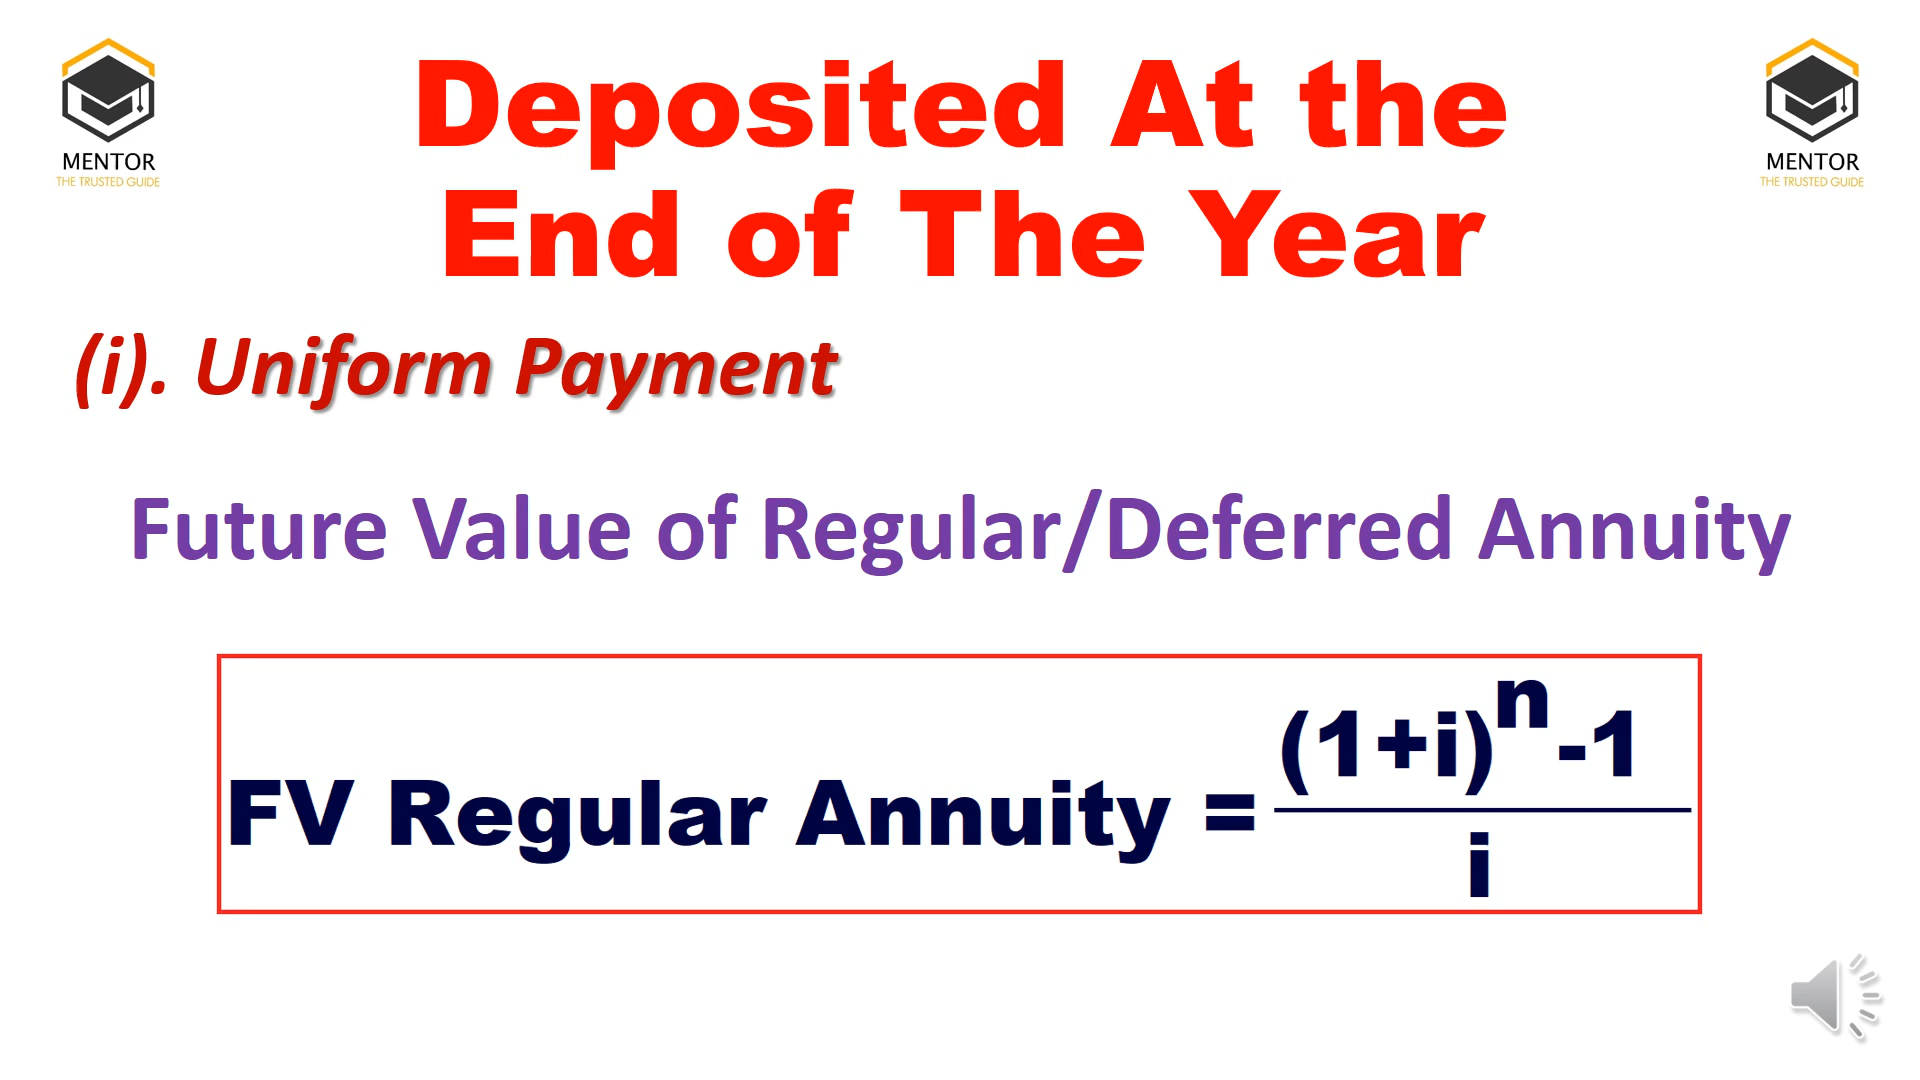 MENTOR
THE TRUSTED GUIDE
Deposited At the
End of The Year
MENTOR
THE TRUSTED GUIDE
(i). Uniform Payment
Future Value of Regular/Deferred Annuity
FV Regular Annuity = (1+i)^n-1 / i